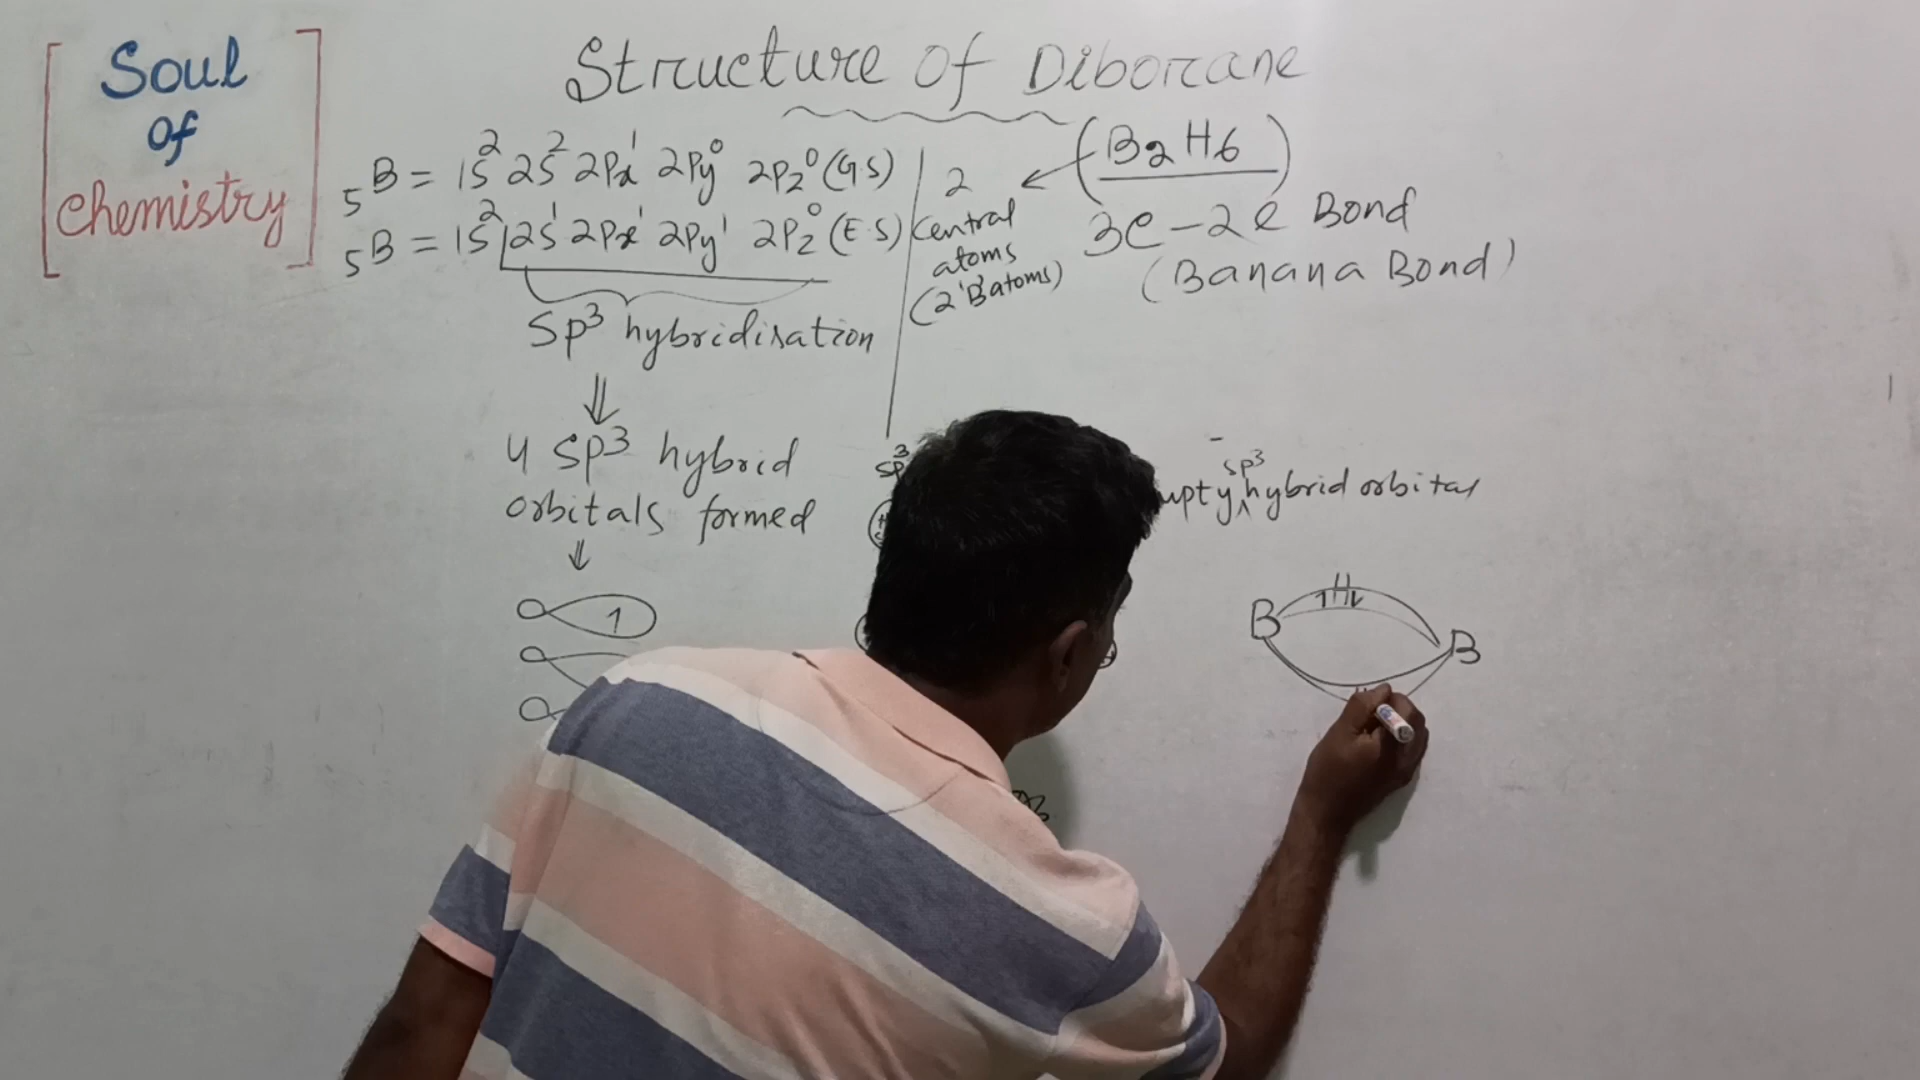 Soul
of
chemistry
Structure of Diborane
(B2H6)
5B = 1S² 2S² 2Px¹ 2Py⁰ 2Pz⁰ (G.S)
5B = 1S² 2S¹ 2Px¹ 2Py¹ 2Pz⁰ (E.S)
Sp³ hybridisation
⇓
4 sp³ hybrid
orbitals formed
⇓
1
2
Central
atoms
(2 'B' atoms)
3C-2e Bond
(Banana Bond)
sp³
sp³
hybrid orbital
B
H
B